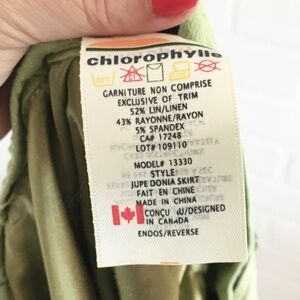 chlorophylle
GARNITURE NON COMPRISE
EXCLUSIVE OF TRIM
52% LIN/LINEN
43% RAYONNE/RAYON
5% SPANDEX
CA# 17248
LOT# 109110
MODEL# 13330
STYLE:
JUPE DONIA SKIRT
FAIT EN CHINE
MADE IN CHINA
CONÇU AU/DESIGNED
IN CANADA
ENDOS/REVERSE